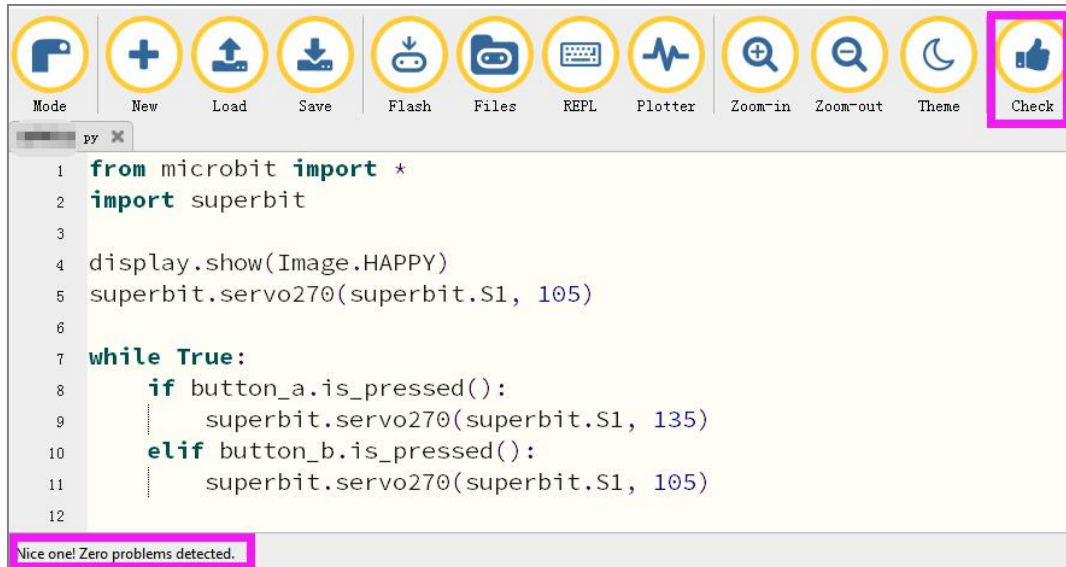 Mode New Load Save Flash Files REPL Plotter Zoom-in Zoom-out Theme Check
py
1 from microbit import *
2 import superbit
3
4 display.show(Image.HAPPY)
5 superbit.servo270(superbit.S1, 105)
6
7 while True:
8     if button_a.is_pressed():
9         superbit.servo270(superbit.S1, 135)
10     elif button_b.is_pressed():
11         superbit.servo270(superbit.S1, 105)
12
Nice one! Zero problems detected.